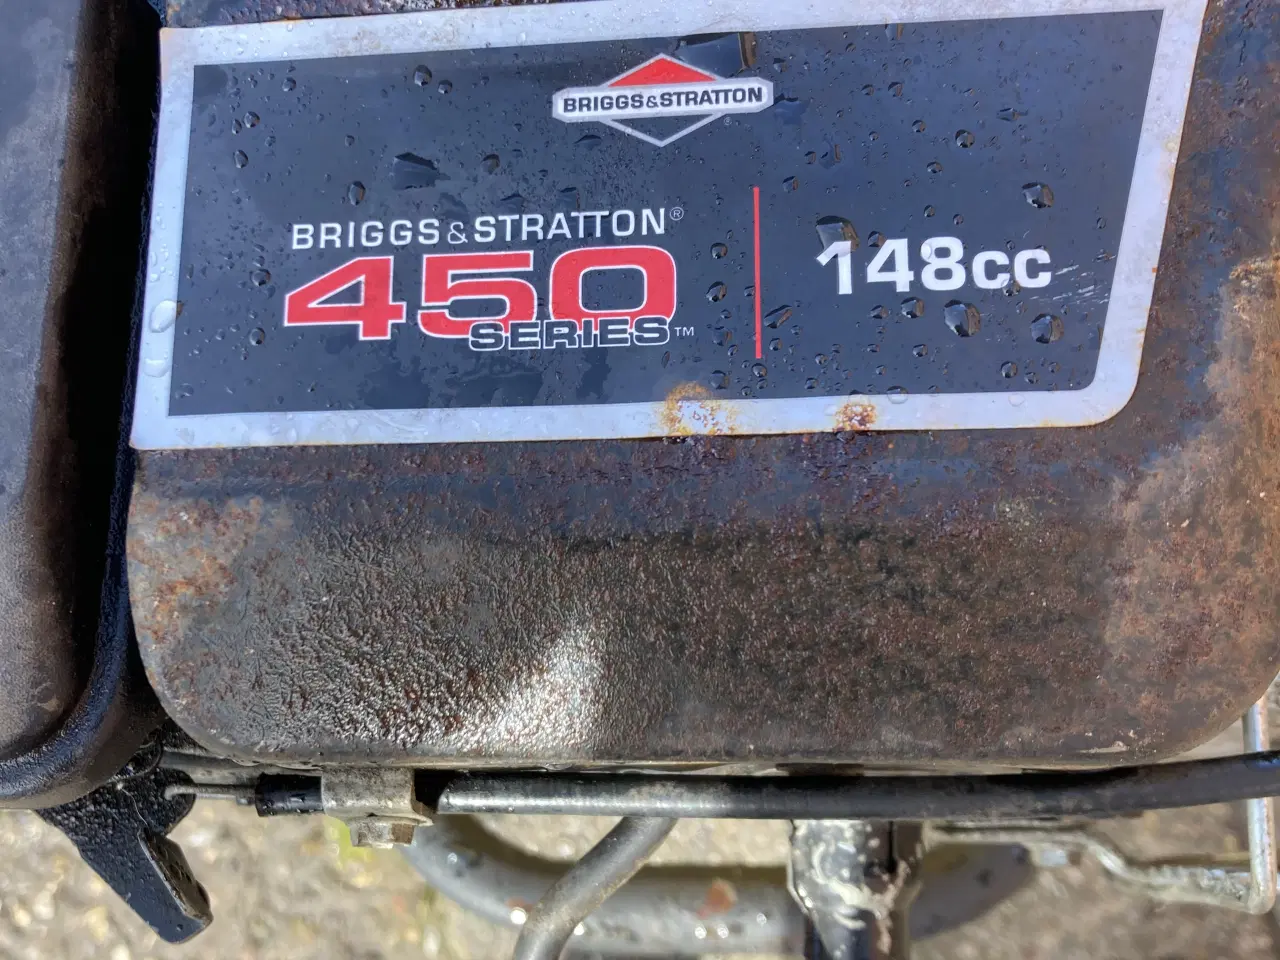 BRIGGS&STRATTON®
BRIGGS & STRATTON®
450
SERIES™
148cc